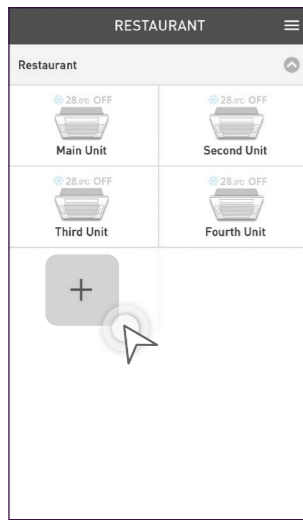 RESTAURANT
Restaurant
28.0°C OFF 28.0°C OFF
Main Unit Second Unit
28.0°C OFF 28.0°C OFF
Third Unit Fourth Unit
+